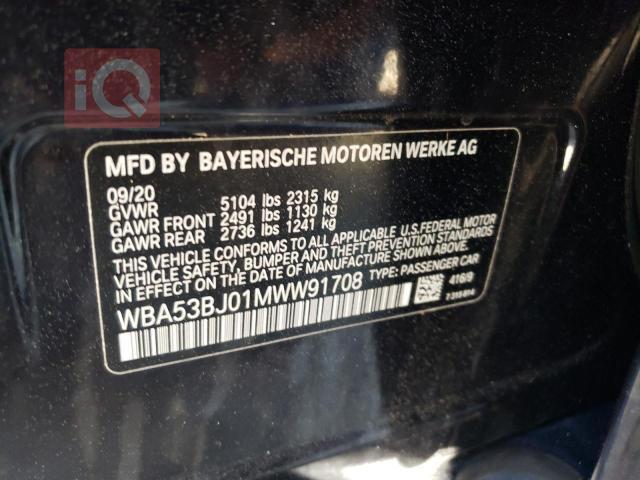 iQ
MFD BY BAYERISCHE MOTOREN WERKE AG
09/20
GVWR 5104 lbs 2315 kg
GAWR FRONT 2491 lbs 1130 kg
GAWR REAR 2736 lbs 1241 kg
THIS VEHICLE CONFORMS TO ALL APPLICABLE U.S.FEDERAL MOTOR
VEHICLE SAFETY, BUMPER, AND THEFT PREVENTION STANDARDS
IN EFFECT ON THE DATE OF MANUFACTURE SHOWN ABOVE.
WBA53BJ01MWW91708 TYPE: PASSENGER CAR
416/9